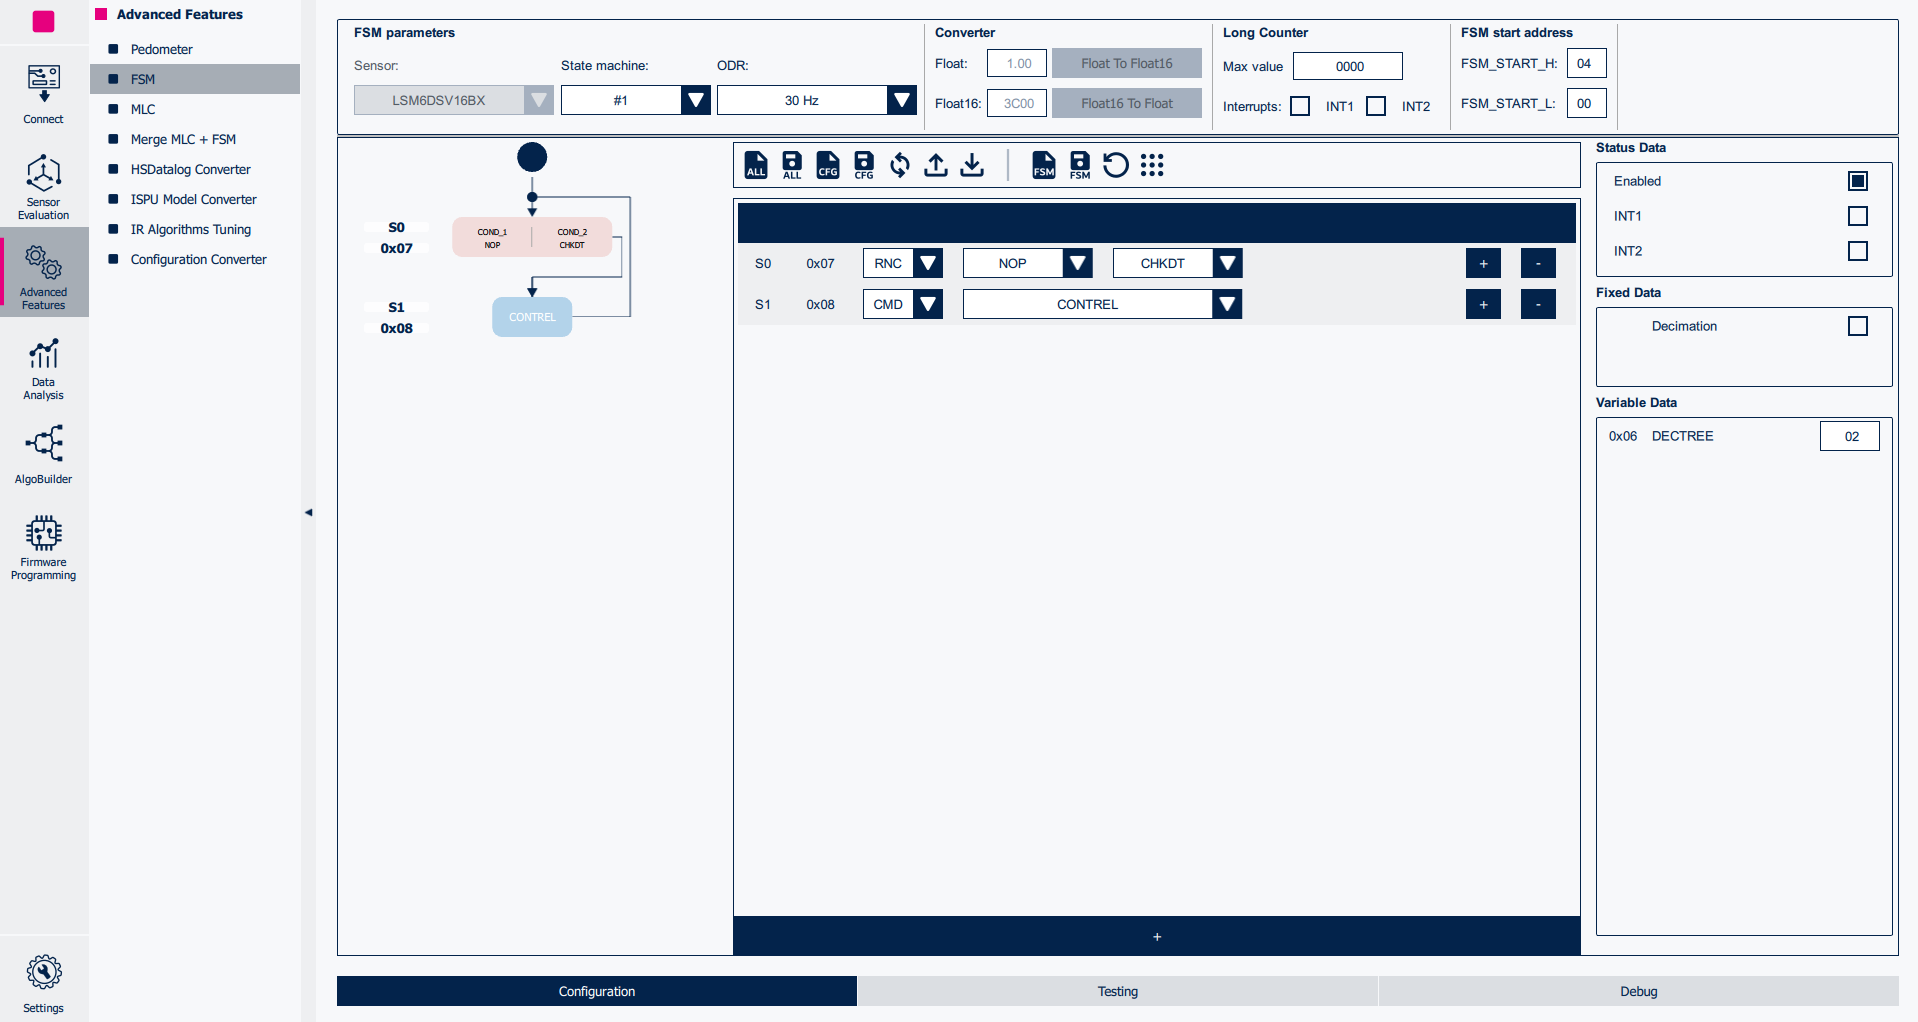 Connect
Sensor
Evaluation
Advanced
Features
Data
Analysis
AlgoBuilder
Firmware
Programming
Settings
Advanced Features
Pedometer
FSM
MLC
Merge MLC + FSM
HSDatalog Converter
ISPU Model Converter
IR Algorithms Tuning
Configuration Converter
FSM parameters
Sensor:
State machine:
ODR:
LSM6DSV16BX
#1
30 Hz
Converter
Float:
1.00
Float To Float16
Float16:
3C00
Float16 To Float
Long Counter
Max value
0000
Interrupts:
INT1
INT2
FSM start address
FSM_START_H:
04
FSM_START_L:
00
S0
0x07
COND_1
NOP
COND_2
CHKDT
S1
0x08
CONTREL
ALL
ALL
CFG
CFG
FSM
FSM
S0 0x07 RNC NOP CHKDT + -
S1 0x08 CMD CONTREL + -
+
Status Data
Enabled
INT1
INT2
Fixed Data
Decimation
Variable Data
0x06 DECTREE 02
Configuration
Testing
Debug